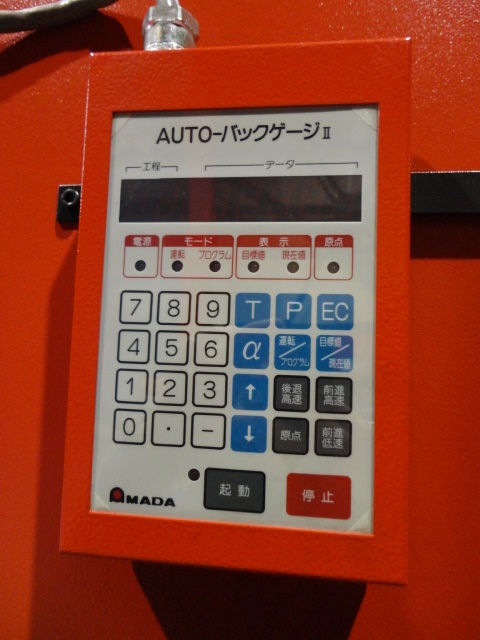 AUTO-バックゲージⅡ
工程 データ
電源 モード 表示 原点
運転 プログラム 目標値 現在値
7 8 9 T P EC
4 5 6 α 運転/プログラム 目標値/現在値
1 2 3 ↑ 後退高速 前進高速
0 · - ↓ 原点 前進低速
起動 停止
AMADA